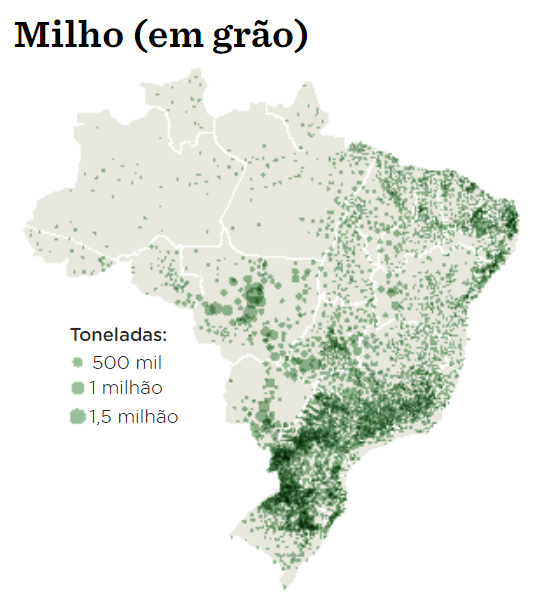 Milho (em grão)
Toneladas:
500 mil
1 milhão
1,5 milhão